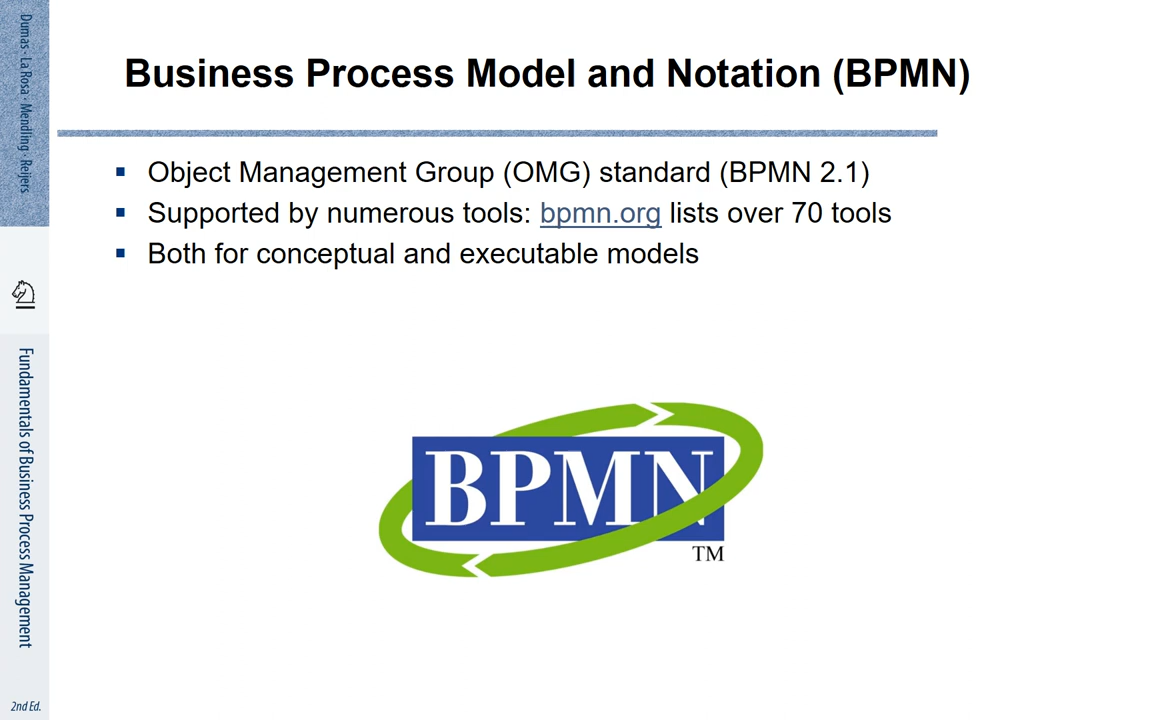 Dumas · La Rosa · Mendling · Reijers
Fundamentals of Business Process Management
2nd Ed.
Business Process Model and Notation (BPMN)
▪ Object Management Group (OMG) standard (BPMN 2.1)
▪ Supported by numerous tools: bpmn.org lists over 70 tools
▪ Both for conceptual and executable models
BPMN
TM